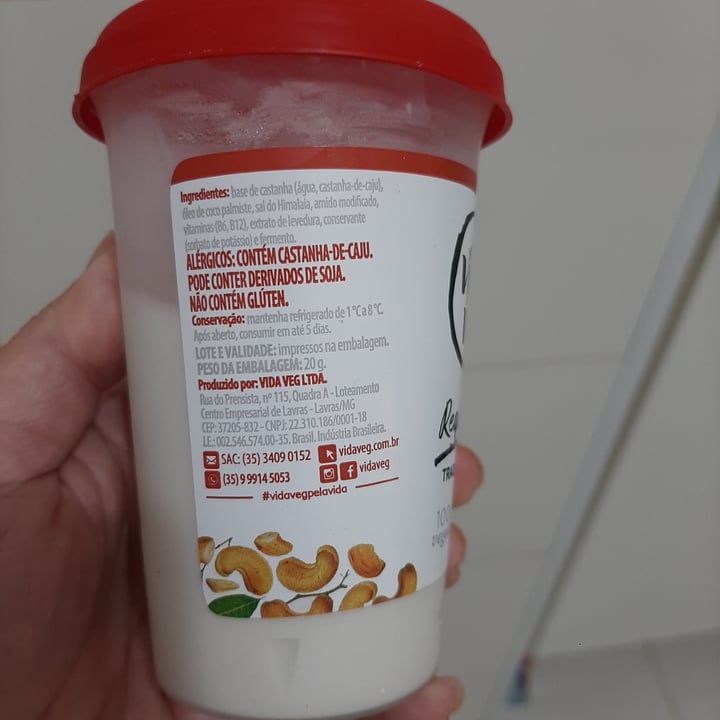 Ingredientes: base de castanha (água, castanha-de-caju),
óleo de coco palmiste, sal do Himalaia, amido modificado,
vitaminas (B6, B12), extrato de levedura, conservante
(sorbato de potássio) e fermento.
ALÉRGICOS: CONTÉM CASTANHA-DE-CAJU.
PODE CONTER DERIVADOS DE SOJA.
NÃO CONTÉM GLÚTEN.
Conservação: mantenha refrigerado de 1°C a 8°C.
Após aberto, consumir em até 5 dias.
LOTE E VALIDADE: impressos na embalagem.
PESO DA EMBALAGEM: 20 g.
Produzido por: VIDA VEG LTDA.
Rua do Prensista, nº 115, Quadra A - Loteamento
Centro Empresarial de Lavras - Lavras/MG
CEP: 37205-832 - CNPJ: 22.310.186/0001-18
I.E.: 002.546.574.00-35. Brasil. Indústria Brasileira.
SAC: (35) 3409 0152 vidaveg.com.br
(35) 9 9914 5053 vidaveg
#vidavegpelavida